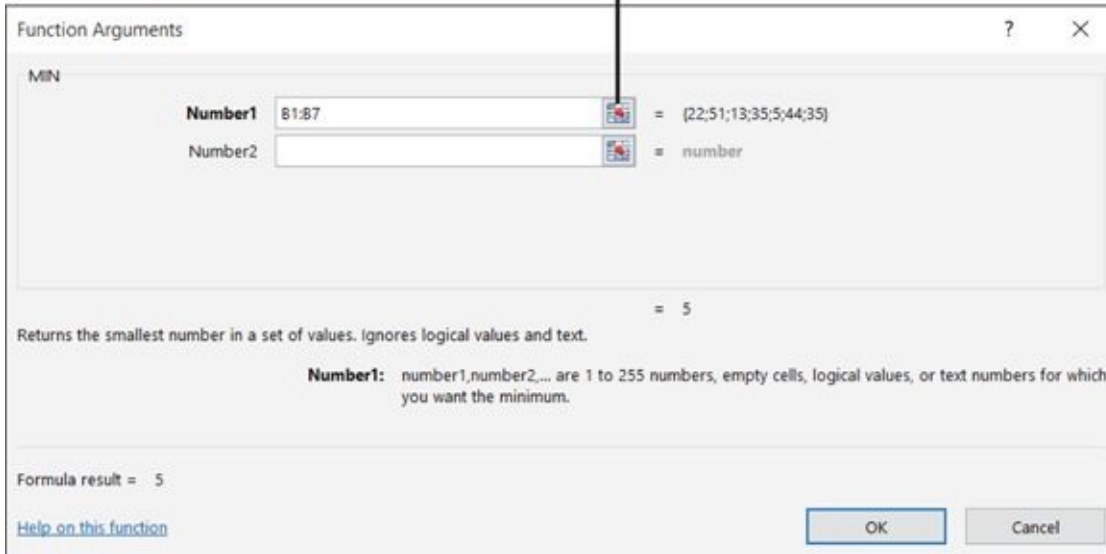 Function Arguments ? ×
MIN
Number1 B1:B7 = {22;51;13;35;5;44;35}
Number2 = number
= 5
Returns the smallest number in a set of values. Ignores logical values and text.
Number1: number1,number2,... are 1 to 255 numbers, empty cells, logical values, or text numbers for which
you want the minimum.
Formula result = 5
Help on this function OK Cancel